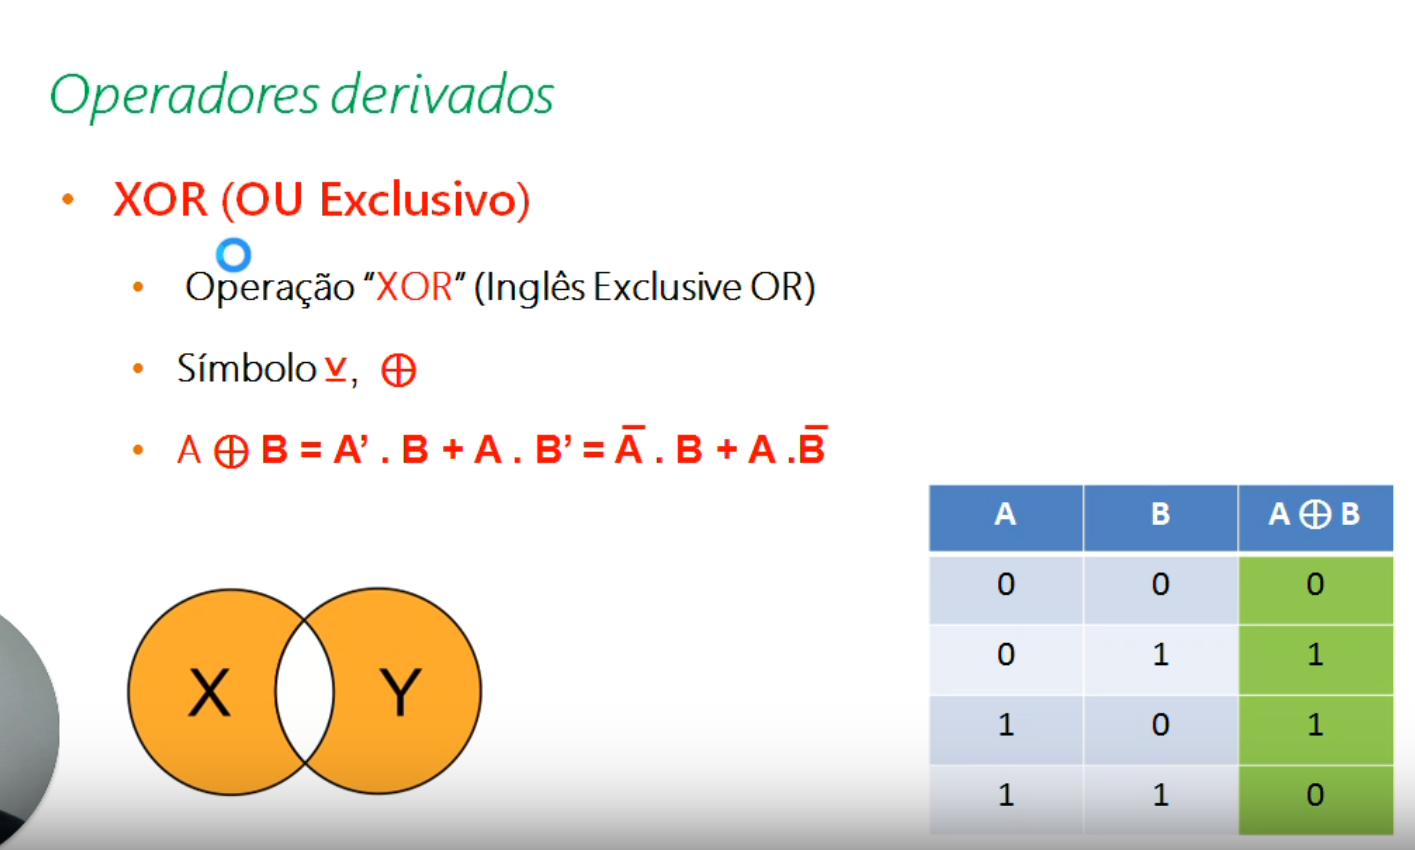 Operadores derivados
• XOR (OU Exclusivo)
• Operação “XOR” (Inglês Exclusive OR)
• Símbolo ⊻, ⊕
• A ⊕ B = A’ . B + A . B’ = A̅ . B + A .B̅
A B A ⊕ B
0 0 0
0 1 1
1 0 1
1 1 0
X Y